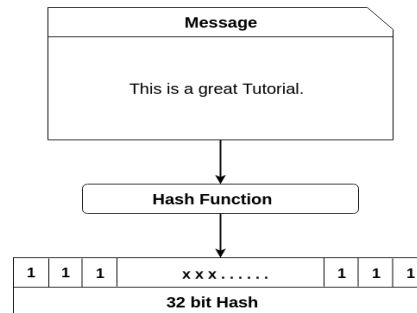 Message
This is a great Tutorial.
Hash Function
1 1 1 x x x . . . . . . 1 1 1
32 bit Hash